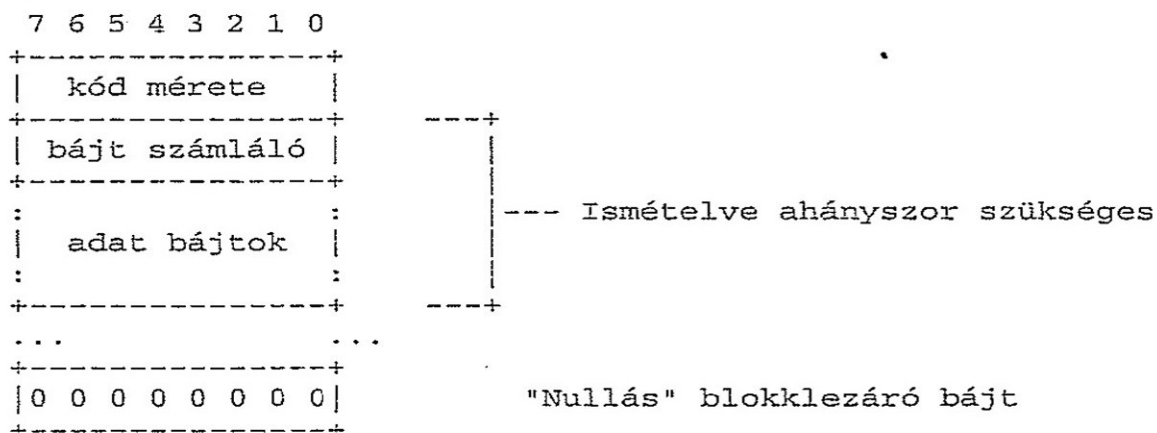 7 6 5 4 3 2 1 0
+---------------+
| kód mérete |
+---------------+ ---+
| bájt számláló | |
+---------------+ |
: : |--- Ismételve ahányszor szükséges
| adat bájtok | |
: : |
+---------------+ ---+
... ...
+---------------+
|0 0 0 0 0 0 0 0| "Nullás" blokklezáró bájt
+---------------+